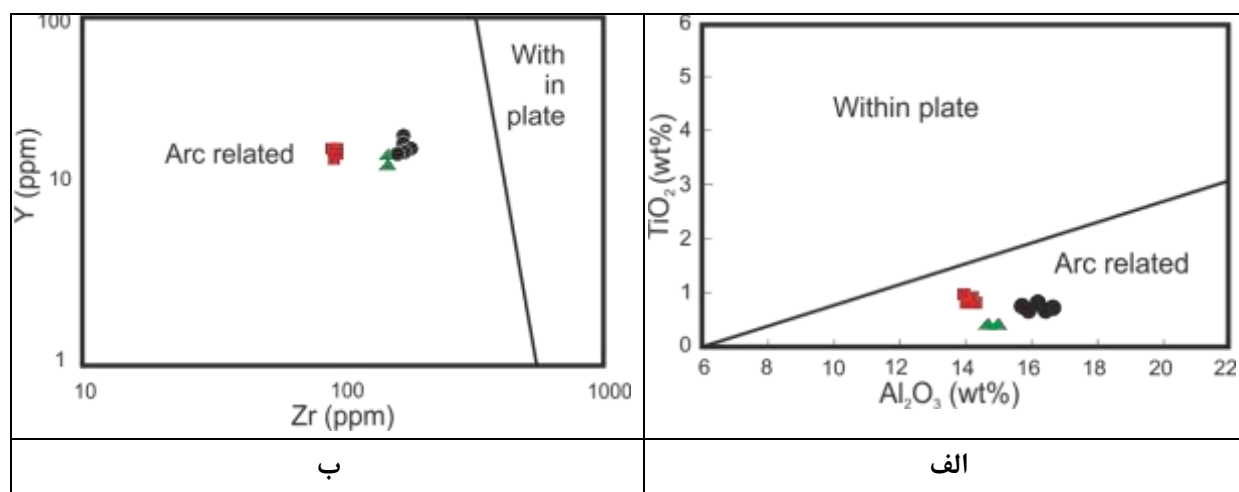 100
10
1
Y (ppm)
With
in
plate
Arc related
10
100
1000
Zr (ppm)
ب
6
5
4
3
2
1
0
TiO₂ (wt%)
Within plate
Arc related
6 8 10 12 14 16 18 20 22
Al₂O₃ (wt%)
الف